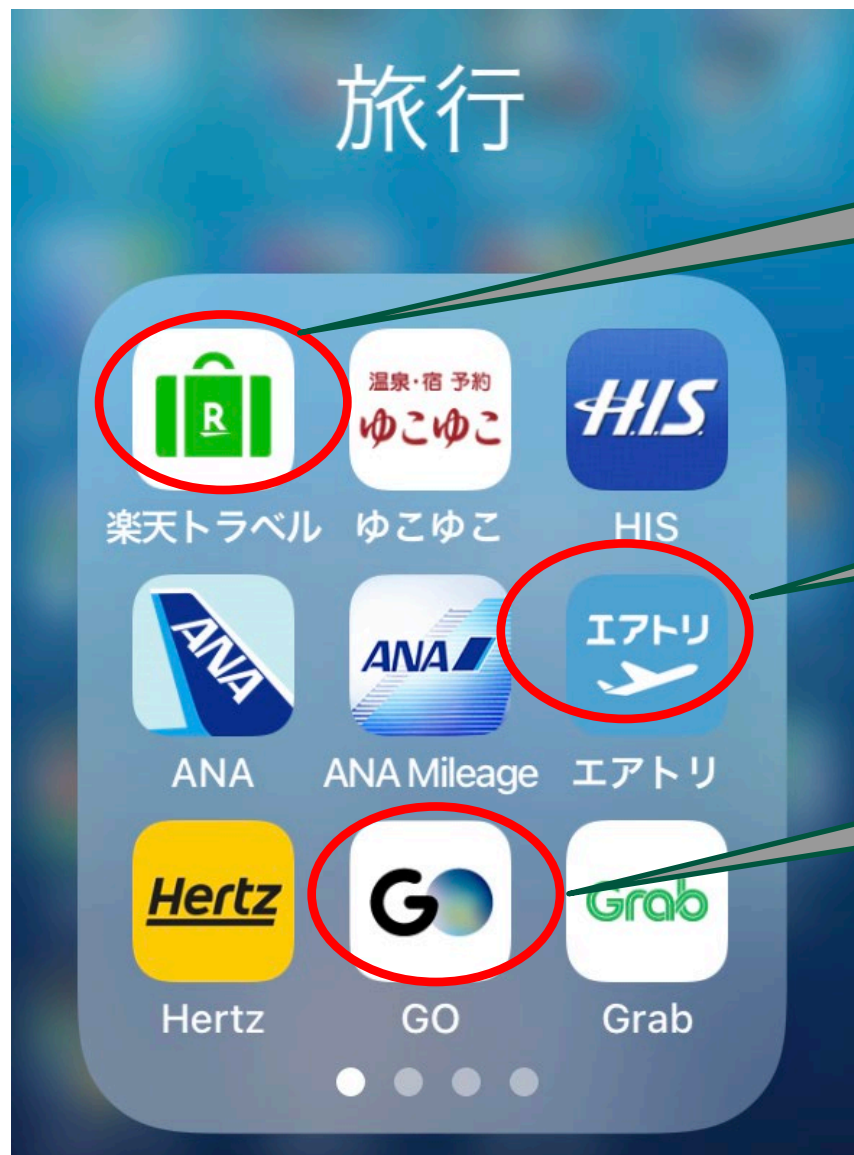 旅行
R
温泉・宿 予約
ゆこゆこ
H.I.S.
楽天トラベル
ゆこゆこ
HIS
ANA
ANA
エアトリ
ANA
ANA Mileage
エアトリ
Hertz
GO
Grab
Hertz
GO
Grab